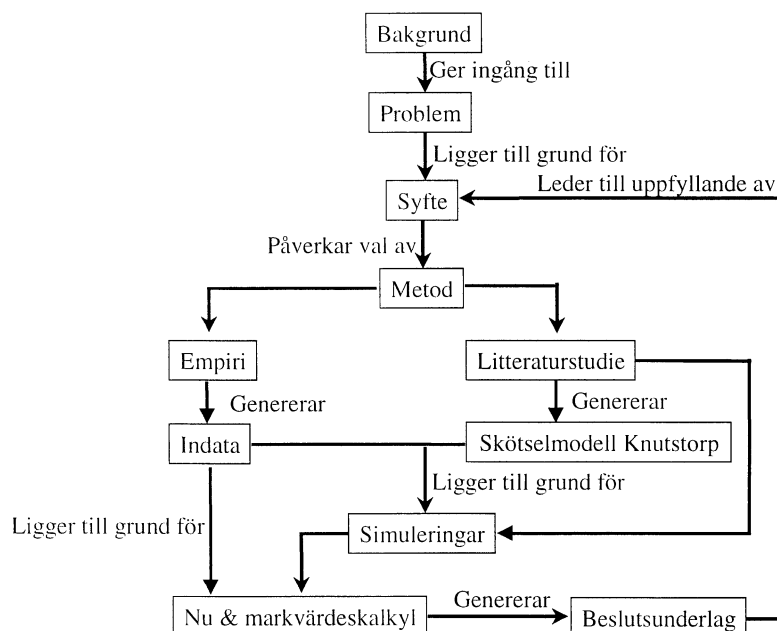 Bakgrund
Ger ingång till
Problem
Ligger till grund för
Syfte
Leder till uppfyllande av
Påverkar val av
Metod
Empiri
Litteraturstudie
Genererar
Genererar
Indata
Skötselmodell Knutstorp
Ligger till grund för
Ligger till grund för
Simuleringar
Nu & markvärdeskalkyl
Genererar
Beslutsunderlag